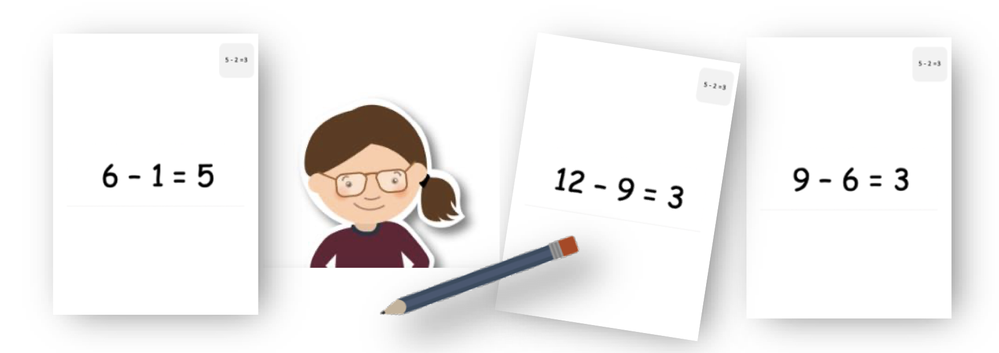 5 - 2 =3
6 - 1 = 5
5 - 2 =3
12 - 9 = 3
5 - 2 =3
9 - 6 = 3